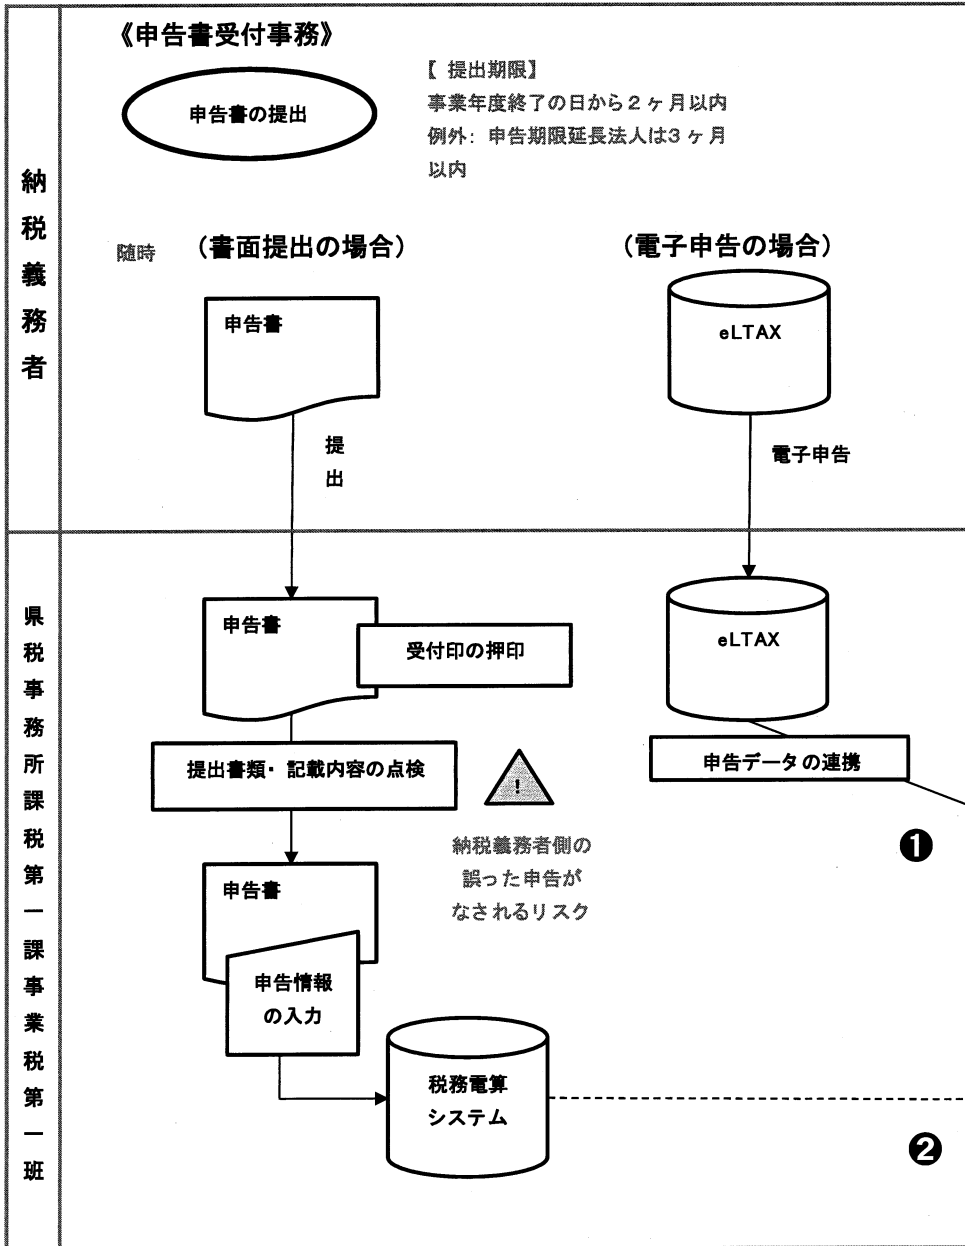 《申告書受付事務》
申告書の提出
【 提出期限】
事業年度終了の日から2ヶ月以内
例外: 申告期限延長法人は3ヶ月
以内
納税義務者
随時
(書面提出の場合)
(電子申告の場合)
申告書
eLTAX
提
出
電子申告
県税事務所課税第一課事業税第一班
申告書
受付印の押印
eLTAX
提出書類・記載内容の点検
!
申告データの連携
納税義務者側の
誤った申告が
なされるリスク
❶
申告書
申告情報
の入力
税務電算
システム
❷